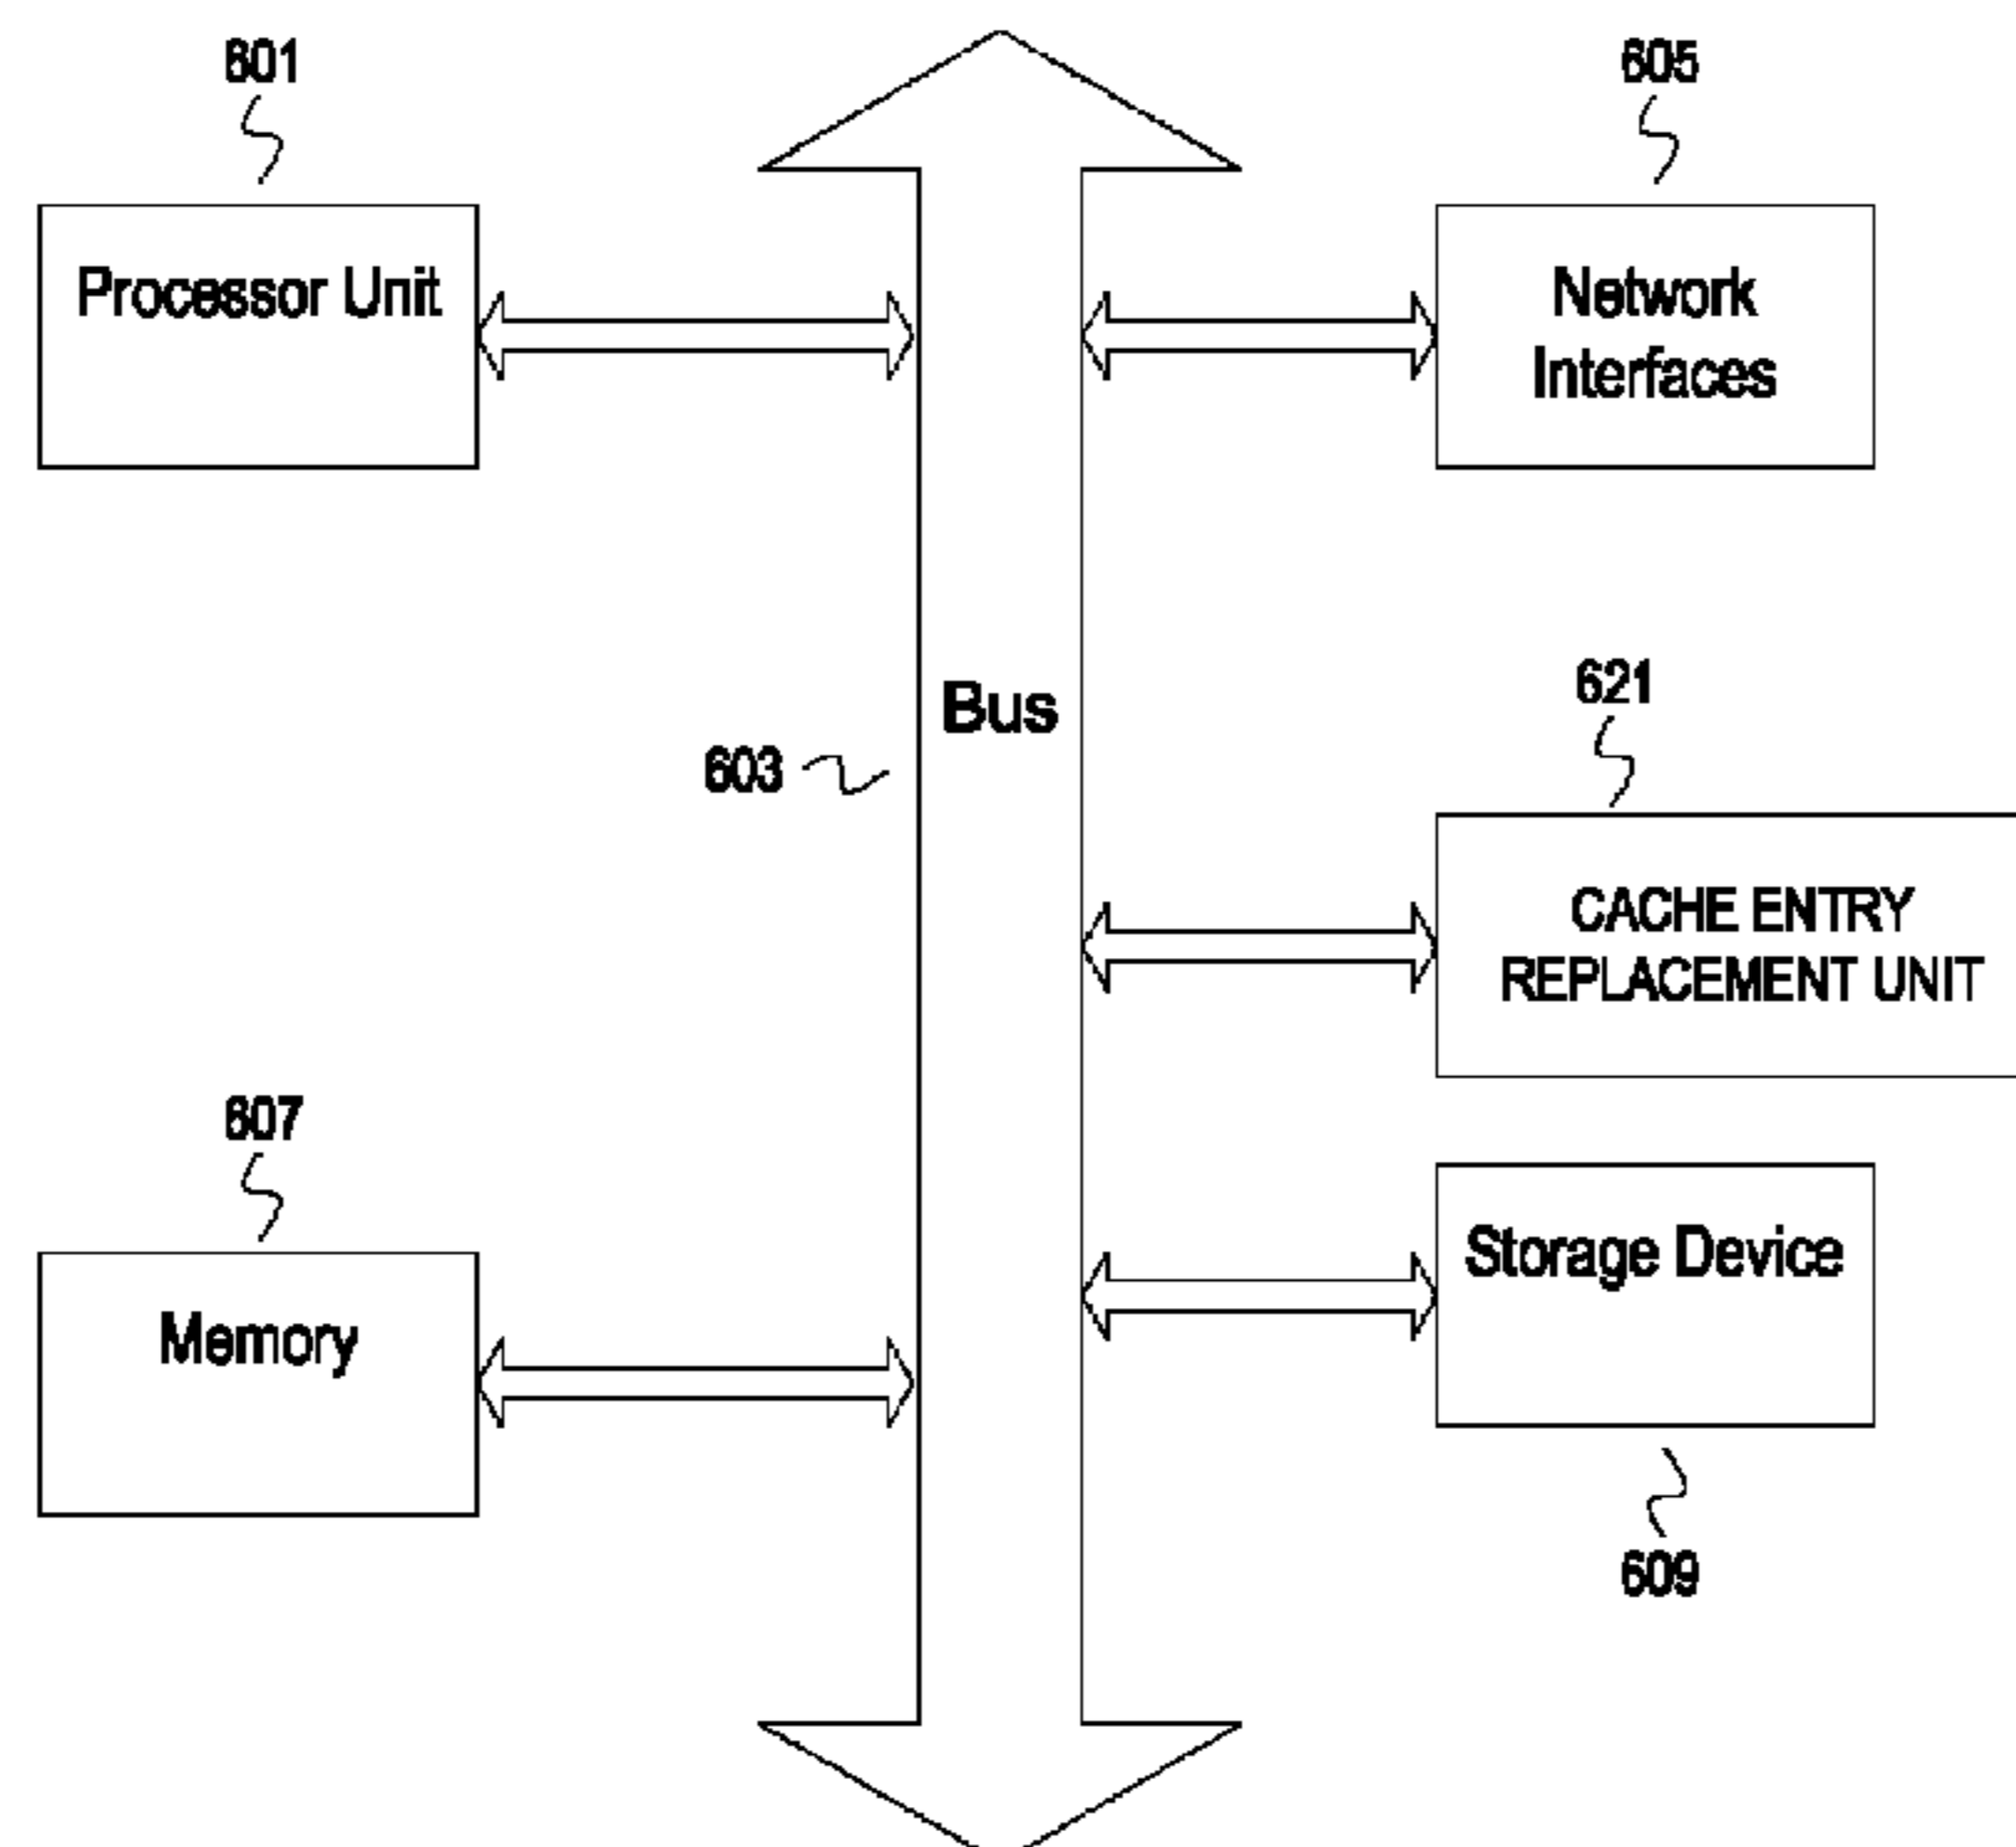 601
605
Processor Unit
Network
Interfaces
Bus
621
603
CACHE ENTRY
REPLACEMENT UNIT
607
Storage Device
Memory
609